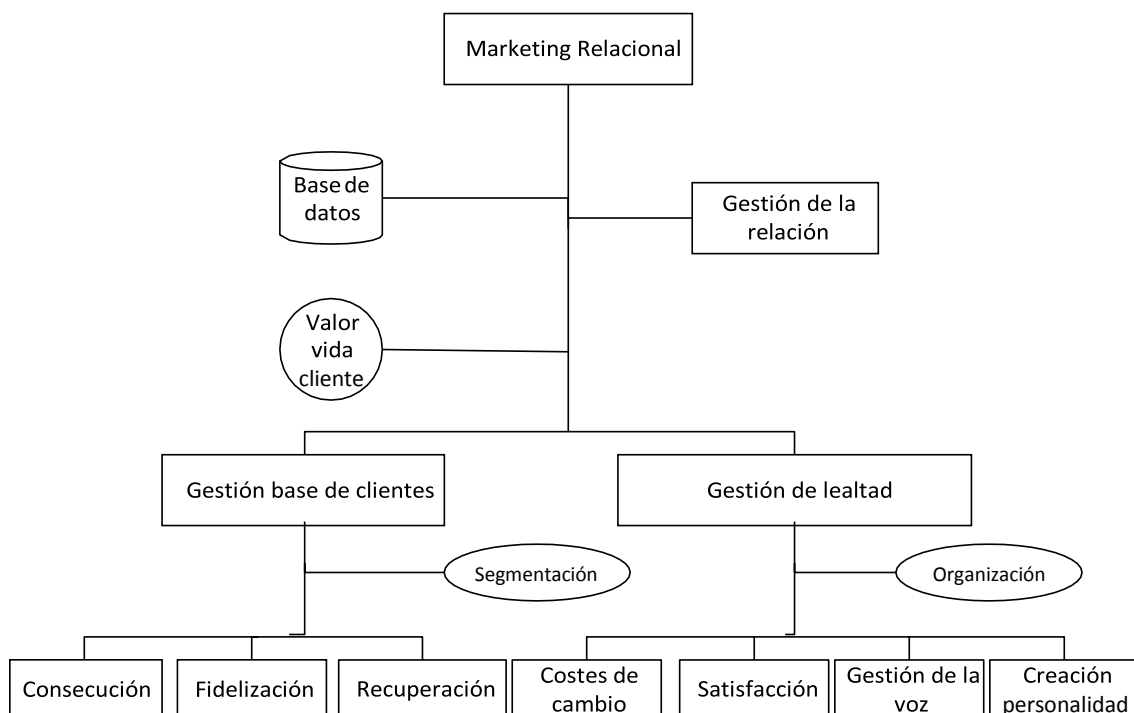 Marketing Relacional
Base de
datos
Gestión de la
relación
Valor
vida
cliente
Gestión base de clientes
Gestión de lealtad
Segmentación
Organización
Consecución
Fidelización
Recuperación
Costes de
cambio
Satisfacción
Gestión de la
voz
Creación
personalidad